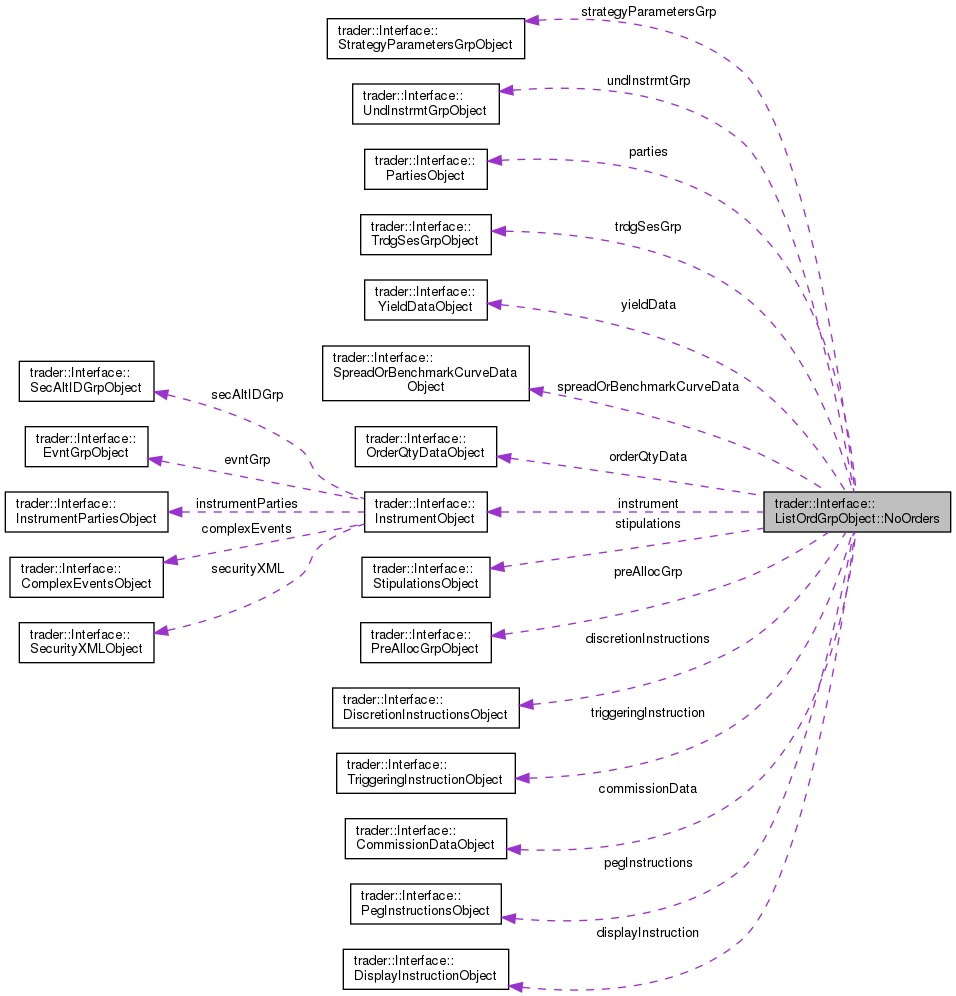 strategyParametersGrp
trader::Interface::
StrategyParametersGrpObject
undInstrmtGrp
trader::Interface::
UndInstrmtGrpObject
parties
trader::Interface::
PartiesObject
trdgSesGrp
trader::Interface::
TrdgSesGrpObject
yieldData
trader::Interface::
YieldDataObject
trader::Interface::
SpreadOrBenchmarkCurveData
Object
spreadOrBenchmarkCurveData
trader::Interface::
SecAltIDGrpObject
secAltIDGrp
trader::Interface::
OrderQtyDataObject
orderQtyData
trader::Interface::
EvntGrpObject
evntGrp
trader::Interface::
InstrumentPartiesObject
instrumentParties
trader::Interface::
InstrumentObject
instrument
trader::Interface::
ListOrdGrpObject::NoOrders
complexEvents
stipulations
trader::Interface::
ComplexEventsObject
securityXML
trader::Interface::
StipulationsObject
preAllocGrp
trader::Interface::
SecurityXMLObject
trader::Interface::
PreAllocGrpObject
discretionInstructions
trader::Interface::
DiscretionInstructionsObject
triggeringInstruction
trader::Interface::
TriggeringInstructionObject
commissionData
trader::Interface::
CommissionDataObject
pegInstructions
trader::Interface::
PegInstructionsObject
displayInstruction
trader::Interface::
DisplayInstructionObject